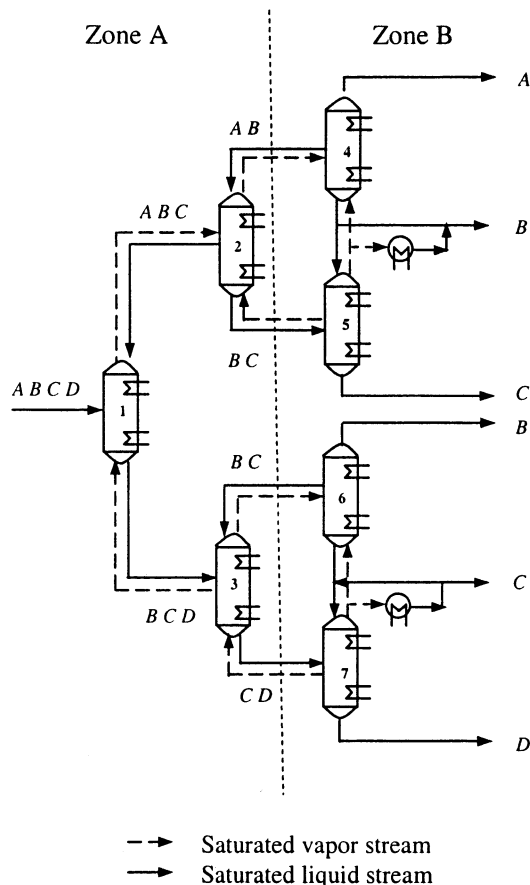 Zone A
Zone B
A
A B
4
A B C
B
2
5
B C
A B C D
1
C
B
B C
6
3
C
B C D
C D
7
D
Saturated vapor stream
Saturated liquid stream